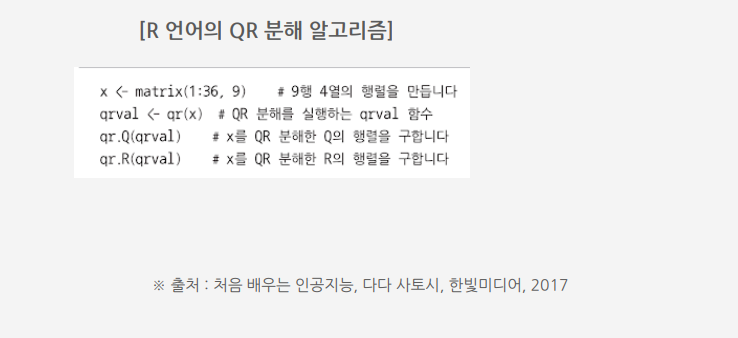 [R 언어의 QR 분해 알고리즘]
x <- matrix(1:36, 9) # 9행 4열의 행렬을 만듭니다
qrval <- qr(x) # QR 분해를 실행하는 qrval 함수
qr.Q(qrval) # x를 QR 분해한 Q의 행렬을 구합니다
qr.R(qrval) # x를 QR 분해한 R의 행렬을 구합니다
※ 출처 : 처음 배우는 인공지능, 다다 사토시, 한빛미디어, 2017